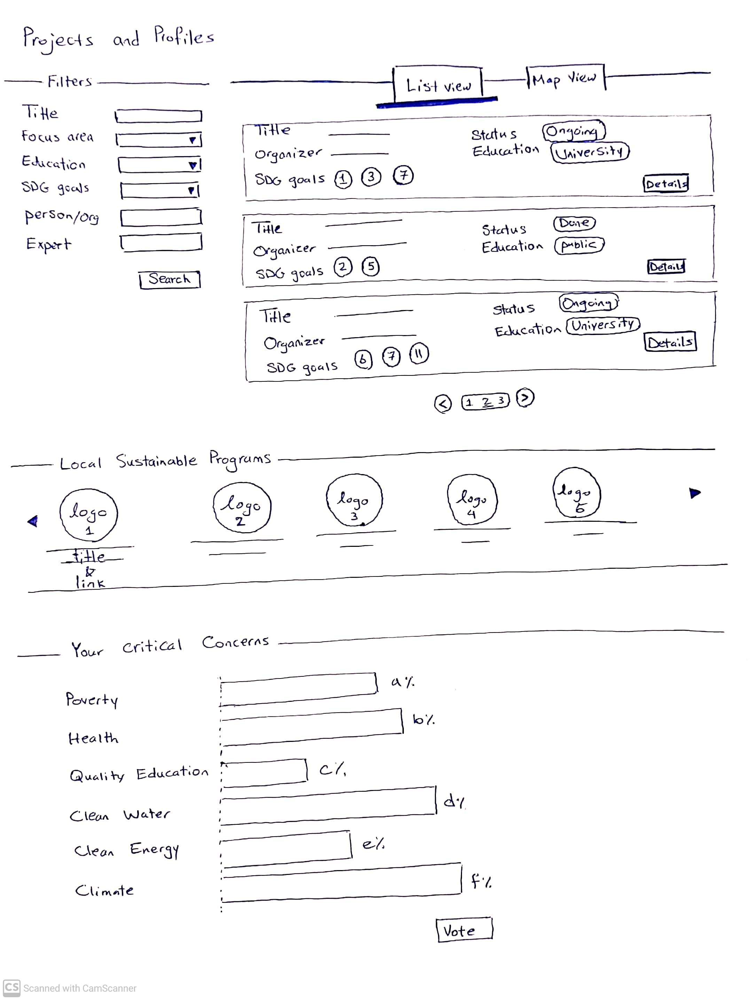 Projects and Profiles
Filters
Title
Focus area
Education
SDG goals
person/org
Expert
Search
List view
Map View
Title
Status Ongoing
Organizer
Education University
SDG goals 1 3 7
Details
Title
Status Done
Organizer
Education public
SDG goals 2 5
Details
Title
Status Ongoing
Organizer
Education University
SDG goals 6 7 11
Details
< 1 2 3 >
Local Sustainable Programs
logo 1
logo 2
logo 3
logo 4
logo 5
title
&
link
Your Critical Concerns
Poverty a%
Health b%
Quality Education c%
Clean Water d%
Clean Energy e%
Climate f%
Vote
CS Scanned with CamScanner